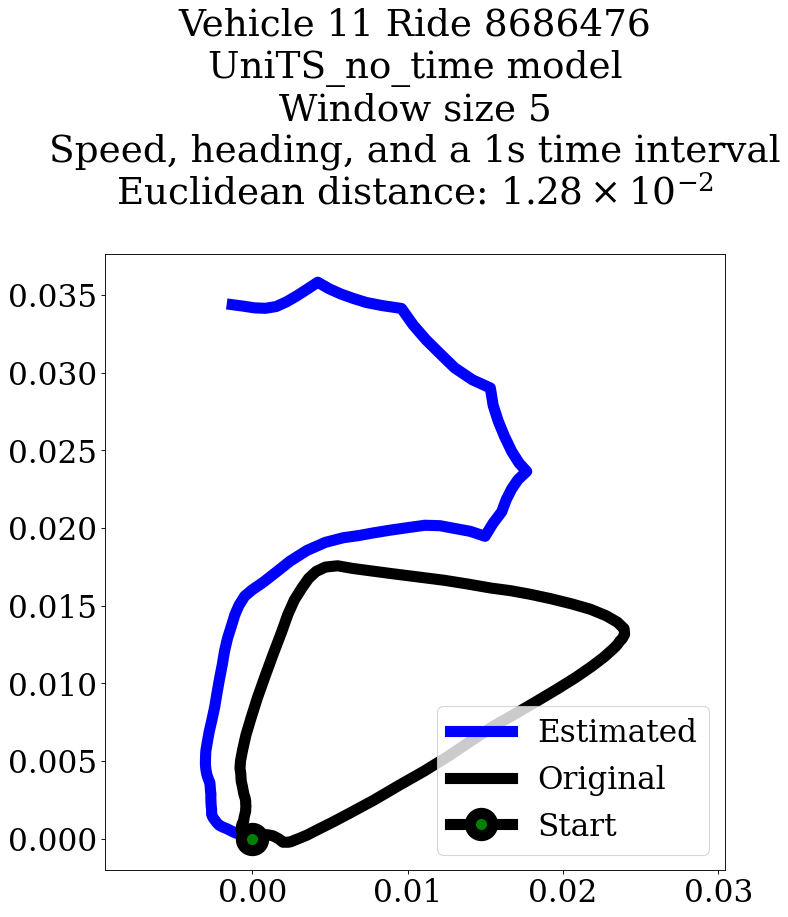 Vehicle 11 Ride 8686476
UniTS_no_time model
Window size 5
Speed, heading, and a 1s time interval
Euclidean distance: 1.28 × 10⁻²
0.035
0.030
0.025
0.020
0.015
0.010
0.005
0.000
Estimated
Original
Start
0.00 0.01 0.02 0.03